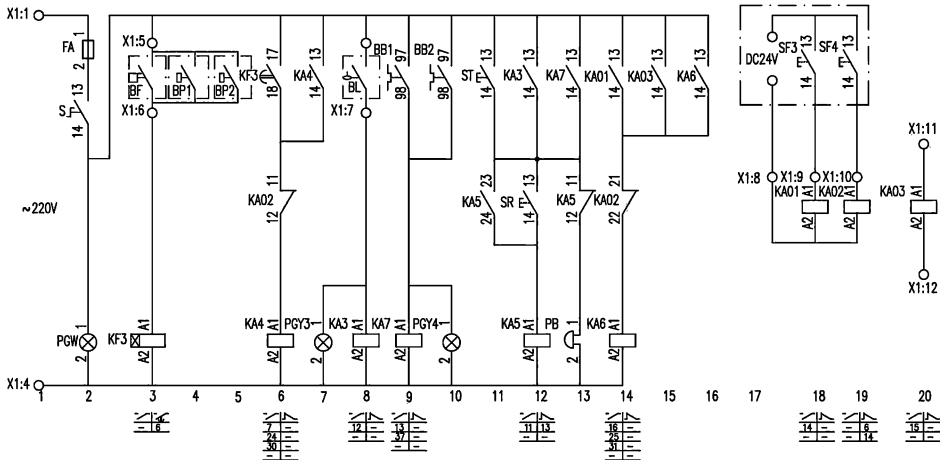 X1:1
FA
1
2
S
13
14
~220V
PGW
1
2
X1:4
X1:5
BF
BP1
BP2
X1:6
KF3
A1
A2
KF3
17
18
KA4
13
14
KA02
11
12
KA4
A1
A2
PGY3
1
2
BL
X1:7
KA3
A1
A2
BB1
97
98
BB2
97
98
KA7
A1
A2
PGY4
1
2
ST
13
14
KA3
13
14
KA7
13
14
KA01
13
14
KA03
13
14
KA6
13
14
KA5
23
24
SR
13
14
KA5
11
12
KA02
21
22
KA5
A1
A2
PB
1
2
KA6
A1
A2
DC24V
SF3
13
14
SF4
13
14
X1:8
X1:9
X1:10
KA01
A1
A2
KA02
A1
A2
X1:11
KA03
A1
A2
X1:12
1 2 3 4 5 6 7 8 9 10 11 12 13 14 15 16 17 18 19 20
- 6
- -
7 -
24 -
30 -
- -
12 -
- -
13 -
37 -
- -
11 13
- -
16 -
25 -
31 -
- -
14 -
- -
- 6
- 14
15 -
- -